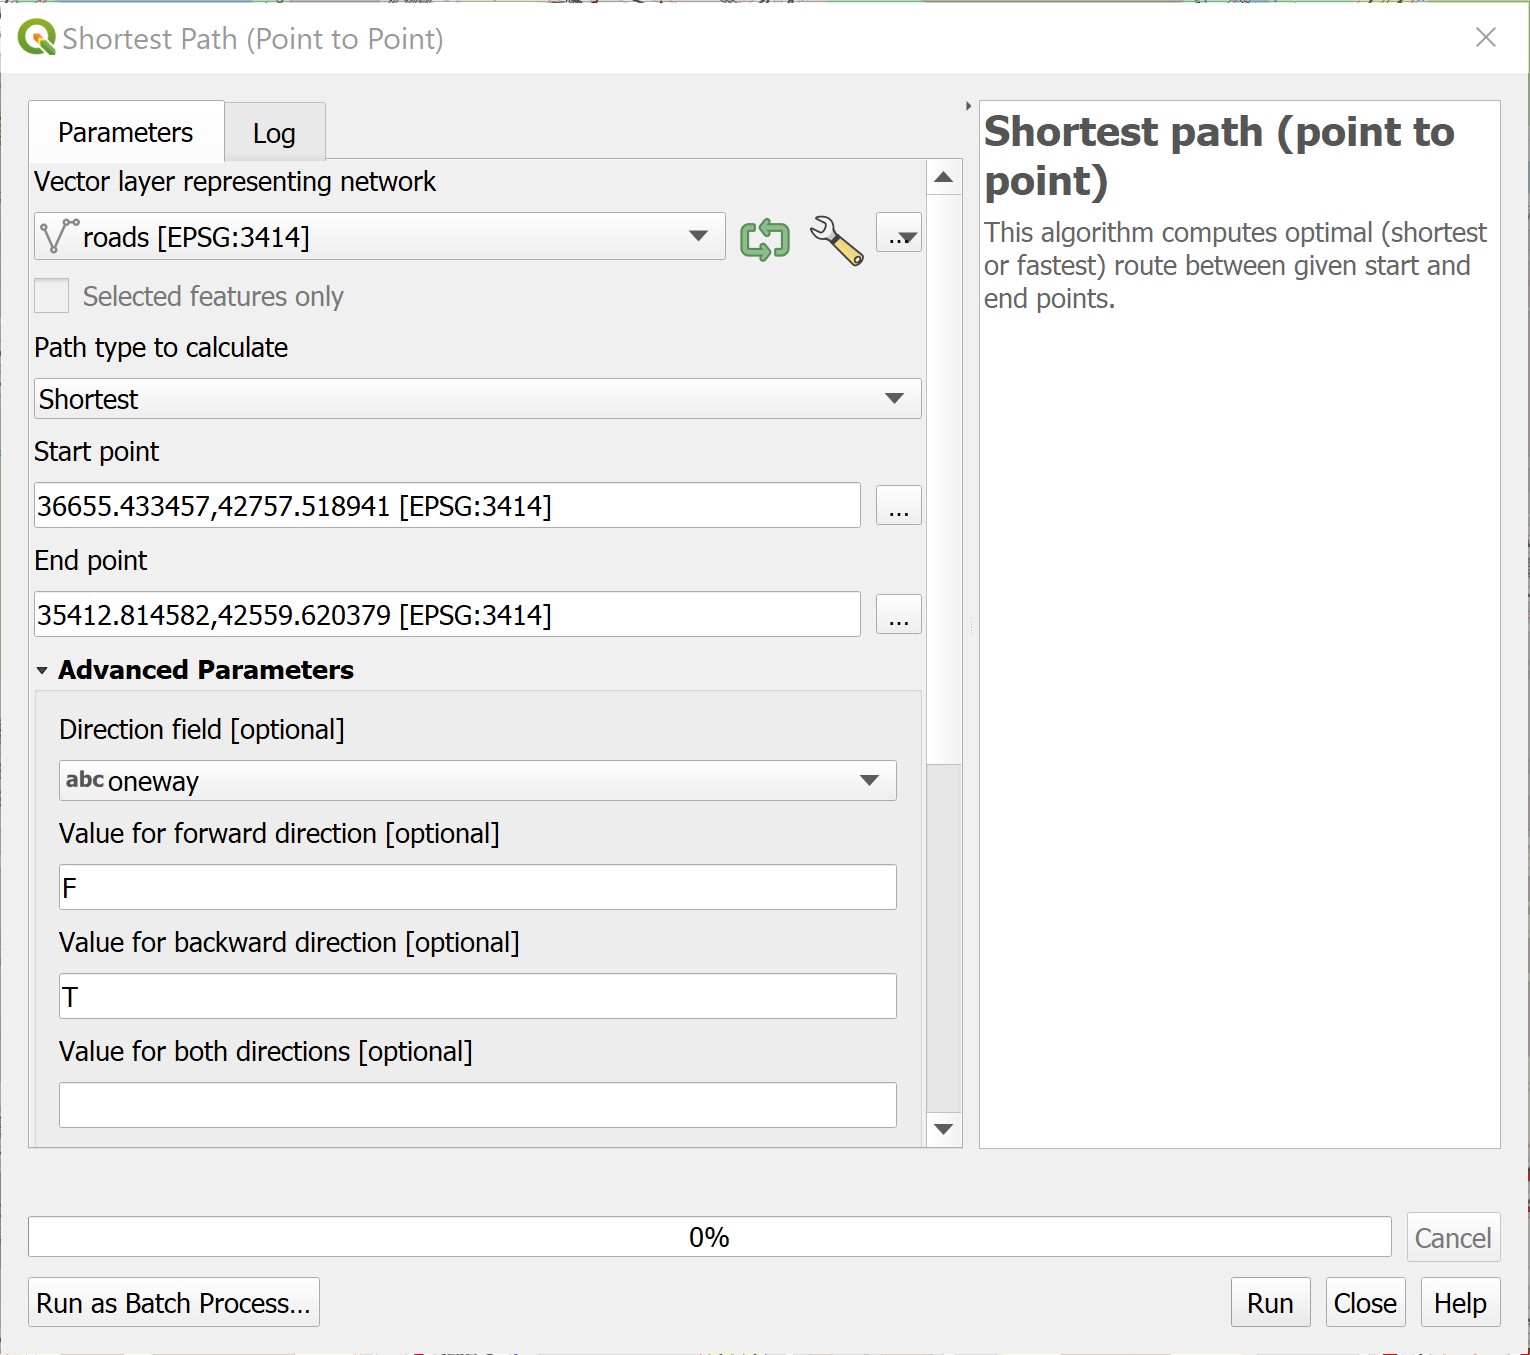 Shortest Path (Point to Point)
Parameters
Log
Vector layer representing network
roads [EPSG:3414]
...
Selected features only
Path type to calculate
Shortest
Start point
36655.433457,42757.518941 [EPSG:3414]
...
End point
35412.814582,42559.620379 [EPSG:3414]
...
Advanced Parameters
Direction field [optional]
abc oneway
Value for forward direction [optional]
F
Value for backward direction [optional]
T
Value for both directions [optional]
Shortest path (point to
point)
This algorithm computes optimal (shortest
or fastest) route between given start and
end points.
0%
Cancel
Run as Batch Process...
Run
Close
Help